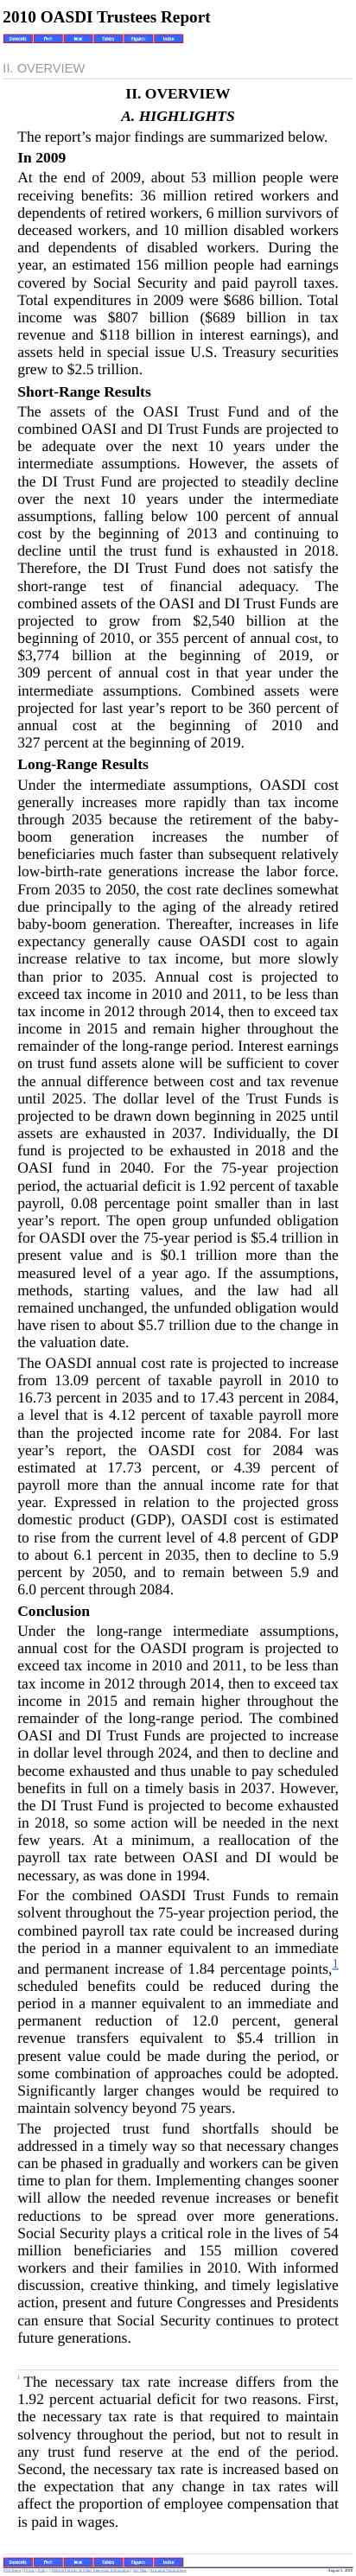 2010 OASDI Trustees Report
Contents Prev Next Tables Figures Index
II. OVERVIEW
II. OVERVIEW
A. HIGHLIGHTS
The report’s major findings are summarized below.
In 2009
At the end of 2009, about 53 million people were
receiving benefits: 36 million retired workers and
dependents of retired workers, 6 million survivors of
deceased workers, and 10 million disabled workers
and dependents of disabled workers. During the
year, an estimated 156 million people had earnings
covered by Social Security and paid payroll taxes.
Total expenditures in 2009 were $686 billion. Total
income was $807 billion ($689 billion in tax
revenue and $118 billion in interest earnings), and
assets held in special issue U.S. Treasury securities
grew to $2.5 trillion.
Short-Range Results
The assets of the OASI Trust Fund and of the
combined OASI and DI Trust Funds are projected to
be adequate over the next 10 years under the
intermediate assumptions. However, the assets of
the DI Trust Fund are projected to steadily decline
over the next 10 years under the intermediate
assumptions, falling below 100 percent of annual
cost by the beginning of 2013 and continuing to
decline until the trust fund is exhausted in 2018.
Therefore, the DI Trust Fund does not satisfy the
short-range test of financial adequacy. The
combined assets of the OASI and DI Trust Funds are
projected to grow from $2,540 billion at the
beginning of 2010, or 355 percent of annual cost, to
$3,774 billion at the beginning of 2019, or
309 percent of annual cost in that year under the
intermediate assumptions. Combined assets were
projected for last year’s report to be 360 percent of
annual cost at the beginning of 2010 and
327 percent at the beginning of 2019.
Long-Range Results
Under the intermediate assumptions, OASDI cost
generally increases more rapidly than tax income
through 2035 because the retirement of the baby-
boom generation increases the number of
beneficiaries much faster than subsequent relatively
low-birth-rate generations increase the labor force.
From 2035 to 2050, the cost rate declines somewhat
due principally to the aging of the already retired
baby-boom generation. Thereafter, increases in life
expectancy generally cause OASDI cost to again
increase relative to tax income, but more slowly
than prior to 2035. Annual cost is projected to
exceed tax income in 2010 and 2011, to be less than
tax income in 2012 through 2014, then to exceed tax
income in 2015 and remain higher throughout the
remainder of the long-range period. Interest earnings
on trust fund assets alone will be sufficient to cover
the annual difference between cost and tax revenue
until 2025. The dollar level of the Trust Funds is
projected to be drawn down beginning in 2025 until
assets are exhausted in 2037. Individually, the DI
fund is projected to be exhausted in 2018 and the
OASI fund in 2040. For the 75-year projection
period, the actuarial deficit is 1.92 percent of taxable
payroll, 0.08 percentage point smaller than in last
year’s report. The open group unfunded obligation
for OASDI over the 75-year period is $5.4 trillion in
present value and is $0.1 trillion more than the
measured level of a year ago. If the assumptions,
methods, starting values, and the law had all
remained unchanged, the unfunded obligation would
have risen to about $5.7 trillion due to the change in
the valuation date.
The OASDI annual cost rate is projected to increase
from 13.09 percent of taxable payroll in 2010 to
16.73 percent in 2035 and to 17.43 percent in 2084,
a level that is 4.12 percent of taxable payroll more
than the projected income rate for 2084. For last
year’s report, the OASDI cost for 2084 was
estimated at 17.73 percent, or 4.39 percent of
payroll more than the annual income rate for that
year. Expressed in relation to the projected gross
domestic product (GDP), OASDI cost is estimated
to rise from the current level of 4.8 percent of GDP
to about 6.1 percent in 2035, then to decline to 5.9
percent by 2050, and to remain between 5.9 and
6.0 percent through 2084.
Conclusion
Under the long-range intermediate assumptions,
annual cost for the OASDI program is projected to
exceed tax income in 2010 and 2011, to be less than
tax income in 2012 through 2014, then to exceed tax
income in 2015 and remain higher throughout the
remainder of the long-range period. The combined
OASI and DI Trust Funds are projected to increase
in dollar level through 2024, and then to decline and
become exhausted and thus unable to pay scheduled
benefits in full on a timely basis in 2037. However,
the DI Trust Fund is projected to become exhausted
in 2018, so some action will be needed in the next
few years. At a minimum, a reallocation of the
payroll tax rate between OASI and DI would be
necessary, as was done in 1994.
For the combined OASDI Trust Funds to remain
solvent throughout the 75-year projection period, the
combined payroll tax rate could be increased during
the period in a manner equivalent to an immediate
and permanent increase of 1.84 percentage points,1
scheduled benefits could be reduced during the
period in a manner equivalent to an immediate and
permanent reduction of 12.0 percent, general
revenue transfers equivalent to $5.4 trillion in
present value could be made during the period, or
some combination of approaches could be adopted.
Significantly larger changes would be required to
maintain solvency beyond 75 years.
The projected trust fund shortfalls should be
addressed in a timely way so that necessary changes
can be phased in gradually and workers can be given
time to plan for them. Implementing changes sooner
will allow the needed revenue increases or benefit
reductions to be spread over more generations.
Social Security plays a critical role in the lives of 54
million beneficiaries and 155 million covered
workers and their families in 2010. With informed
discussion, creative thinking, and timely legislative
action, present and future Congresses and Presidents
can ensure that Social Security continues to protect
future generations.
1 The necessary tax rate increase differs from the
1.92 percent actuarial deficit for two reasons. First,
the necessary tax rate is that required to maintain
solvency throughout the period, but not to result in
any trust fund reserve at the end of the period.
Second, the necessary tax rate is increased based on
the expectation that any change in tax rates will
affect the proportion of employee compensation that
is paid in wages.
Contents Prev Next Tables Figures Index